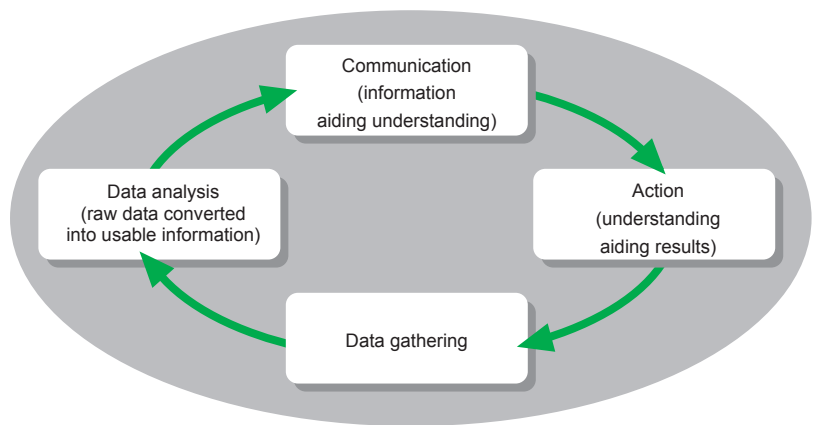 Communication
(information
aiding understanding)
Data analysis
(raw data converted
into usable information)
Action
(understanding
aiding results)
Data gathering